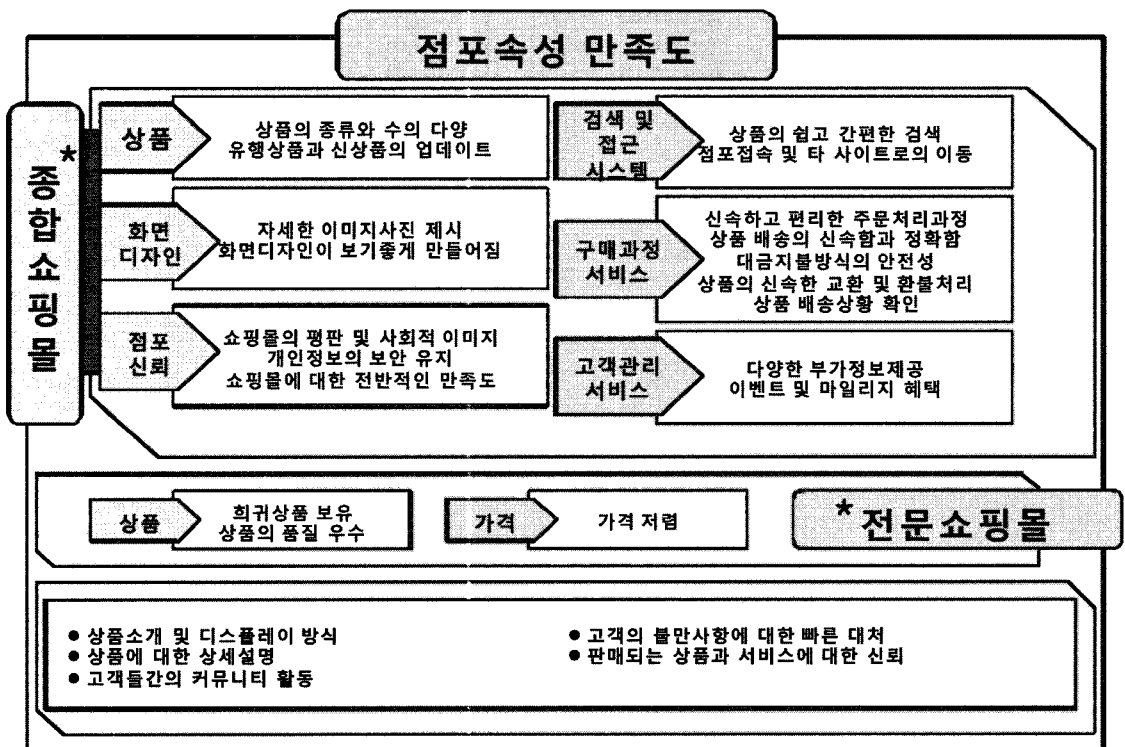 점포속성 만족도
*종합쇼핑몰
상품
상품의 종류와 수의 다양
유행상품과 신상품의 업데이트
화면
디자인
자세한 이미지사진 제시
화면디자인이 보기좋게 만들어짐
점포
신뢰
쇼핑몰의 평판 및 사회적 이미지
개인정보의 보안 유지
쇼핑몰에 대한 전반적인 만족도
검색 및
접근
시스템
상품의 쉽고 간편한 검색
점포접속 및 타 사이트로의 이동
구매과정
서비스
신속하고 편리한 주문처리과정
상품 배송의 신속함과 정확함
대금지불방식의 안전성
상품의 신속한 교환 및 환불처리
상품 배송상황 확인
고객관리
서비스
다양한 부가정보제공
이벤트 및 마일리지 혜택
상품
희귀상품 보유
상품의 품질 우수
가격
가격 저렴
*전문쇼핑몰
● 상품소개 및 디스플레이 방식
● 상품에 대한 상세설명
● 고객들간의 커뮤니티 활동
● 고객의 불만사항에 대한 빠른 대처
● 판매되는 상품과 서비스에 대한 신뢰